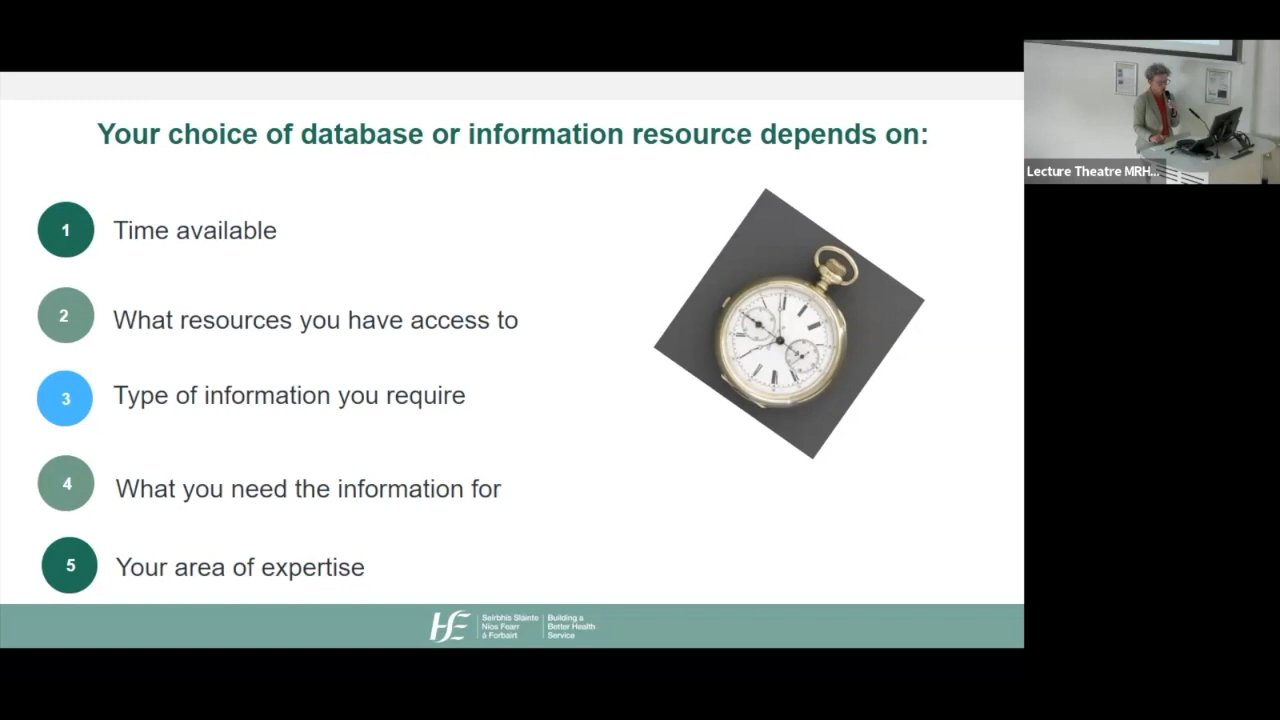 Your choice of database or information resource depends on:
1 Time available
2 What resources you have access to
3 Type of information you require
4 What you need the information for
5 Your area of expertise
Seirbhís Sláinte
Níos Fearr
á Forbairt
Building a
Better Health
Service
Lecture Theatre MRH...